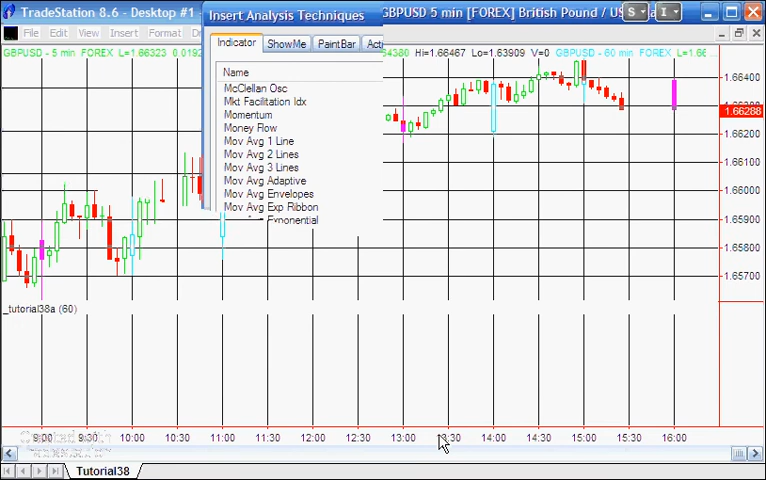 TradeStation 8.6 - Desktop #1
Insert Analysis Techniques
GBPUSD 5 min [FOREX] British Pound / US
S
I
File Edit View Insert Format
Indicator ShowMe PaintBar
GBPUSD - 5 min FOREX L=1.66323
Hi=1.66467 Lo=1.63909 V=0 GBPUSD - 60 min FOREX
Name
McClellan Osc
Mkt Facilitation Idx
Momentum
Money Flow
Mov Avg 1 Line
Mov Avg 2 Lines
Mov Avg 3 Lines
Mov Avg Adaptive
Mov Avg Envelopes
Mov Avg Exp Ribbon
Exponential
1.66400
1.66288
1.66200
1.66100
1.66000
1.65900
1.65800
1.65700
_tutorial38a (60)
9:00 9:30 10:00 10:30 11:00 11:30 12:00 12:30 13:00 13:30 14:00 14:30 15:00 15:30 16:00
Tutorial38